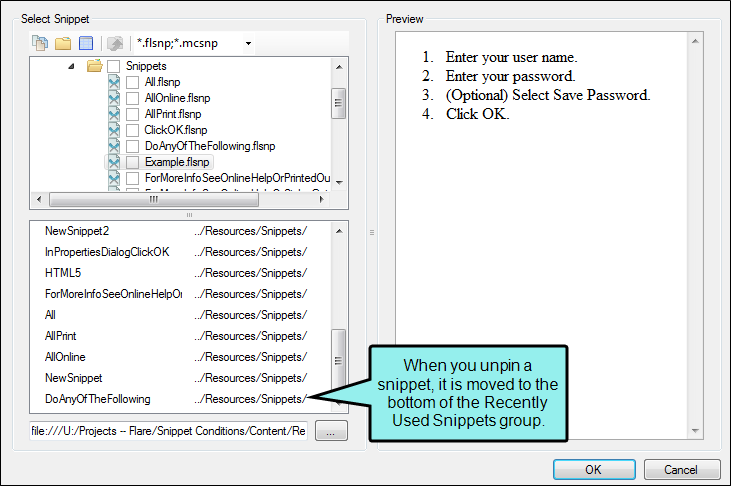 Select Snippet
*.flsnp;*.mcsnp
Snippets
All.flsnp
AllOnline.flsnp
AllPrint.flsnp
ClickOK.flsnp
DoAnyOfTheFollowing.flsnp
Example.flsnp
ForMoreInfoSeeOnlineHelpOrPrintedOu
NewSnippet2 ../Resources/Snippets/
InPropertiesDialogClickOK ../Resources/Snippets/
HTML5 ../Resources/Snippets/
ForMoreInfoSeeOnlineHelpOr ../Resources/Snippets/
All ../Resources/Snippets/
AllPrint ../Resources/Snippets/
AllOnline ../Resources/Snippets/
NewSnippet ../Resources/Snippets/
DoAnyOfTheFollowing ../Resources/Snippets/
file:///U:/Projects -- Flare/Snippet Conditions/Content/Re
...
Preview
1. Enter your user name.
2. Enter your password.
3. (Optional) Select Save Password.
4. Click OK.
When you unpin a
snippet, it is moved to the
bottom of the Recently
Used Snippets group.
OK
Cancel